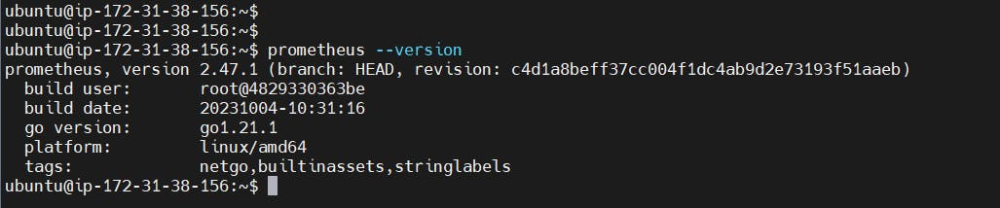 ubuntu@ip-172-31-38-156:~$
ubuntu@ip-172-31-38-156:~$
ubuntu@ip-172-31-38-156:~$ prometheus --version
prometheus, version 2.47.1 (branch: HEAD, revision: c4d1a8beff37cc004f1dc4ab9d2e73193f51aaeb)
  build user:       root@4829330363be
  build date:       20231004-10:31:16
  go version:       go1.21.1
  platform:         linux/amd64
  tags:             netgo,builtinassets,stringlabels
ubuntu@ip-172-31-38-156:~$